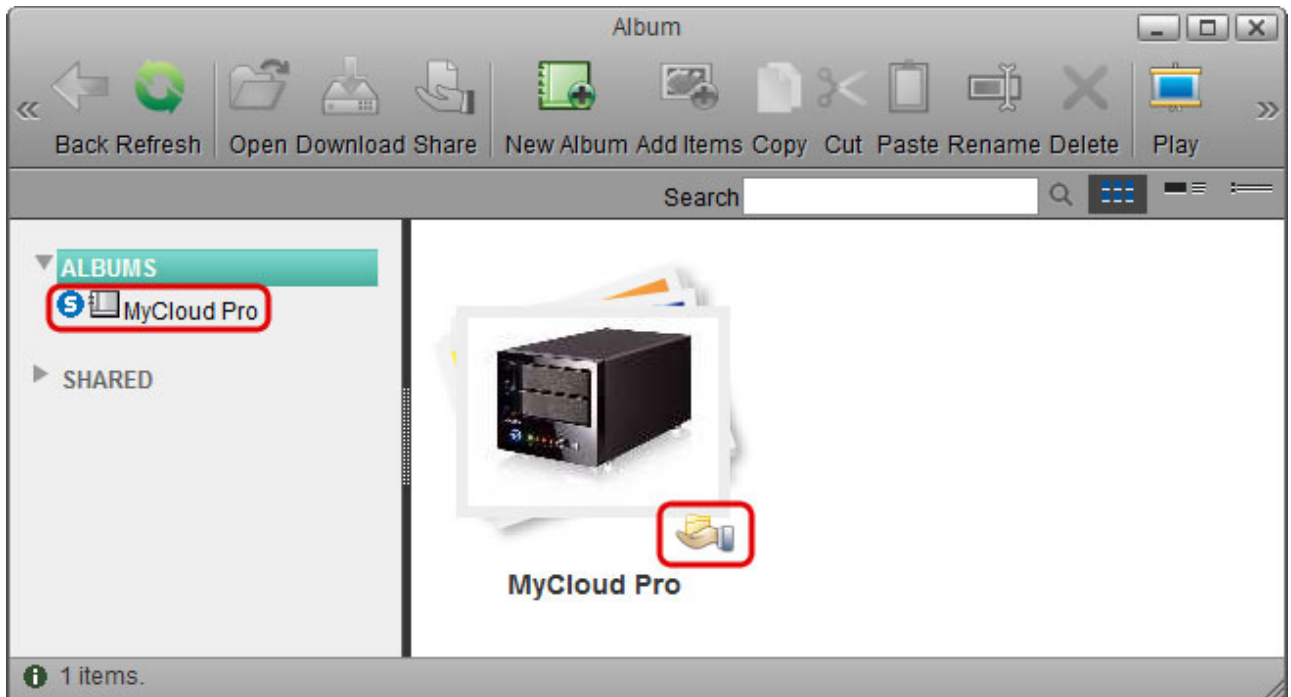 Album
Back Refresh Open Download Share New Album Add Items Copy Cut Paste Rename Delete Play
Search
ALBUMS
S MyCloud Pro
SHARED
MyCloud Pro
1 items.